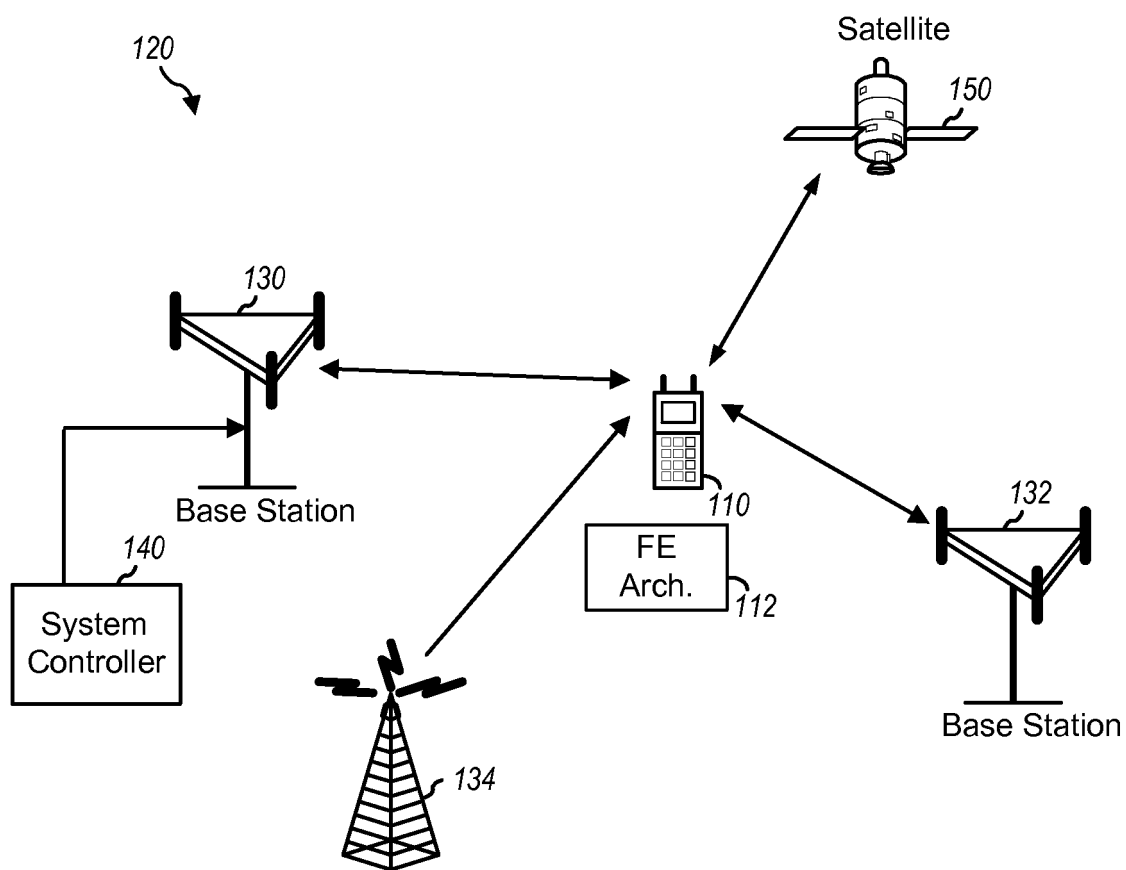 120
Satellite
150
130
Base Station
110
132
140
System
Controller
FE
Arch.
112
Base Station
134